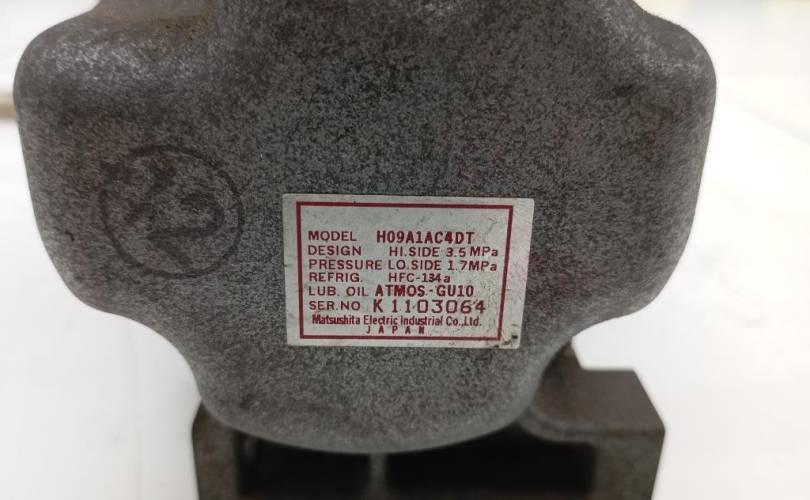 MODEL H09A1AC4DT
DESIGN HI.SIDE 3.5MPa
PRESSURE LO.SIDE 1.7MPa
REFRIG. HFC-134a
LUB. OIL ATMOS-GU10
SER.NO K1103064
Matsushita Electric Industrial Co.,Ltd.
JAPAN